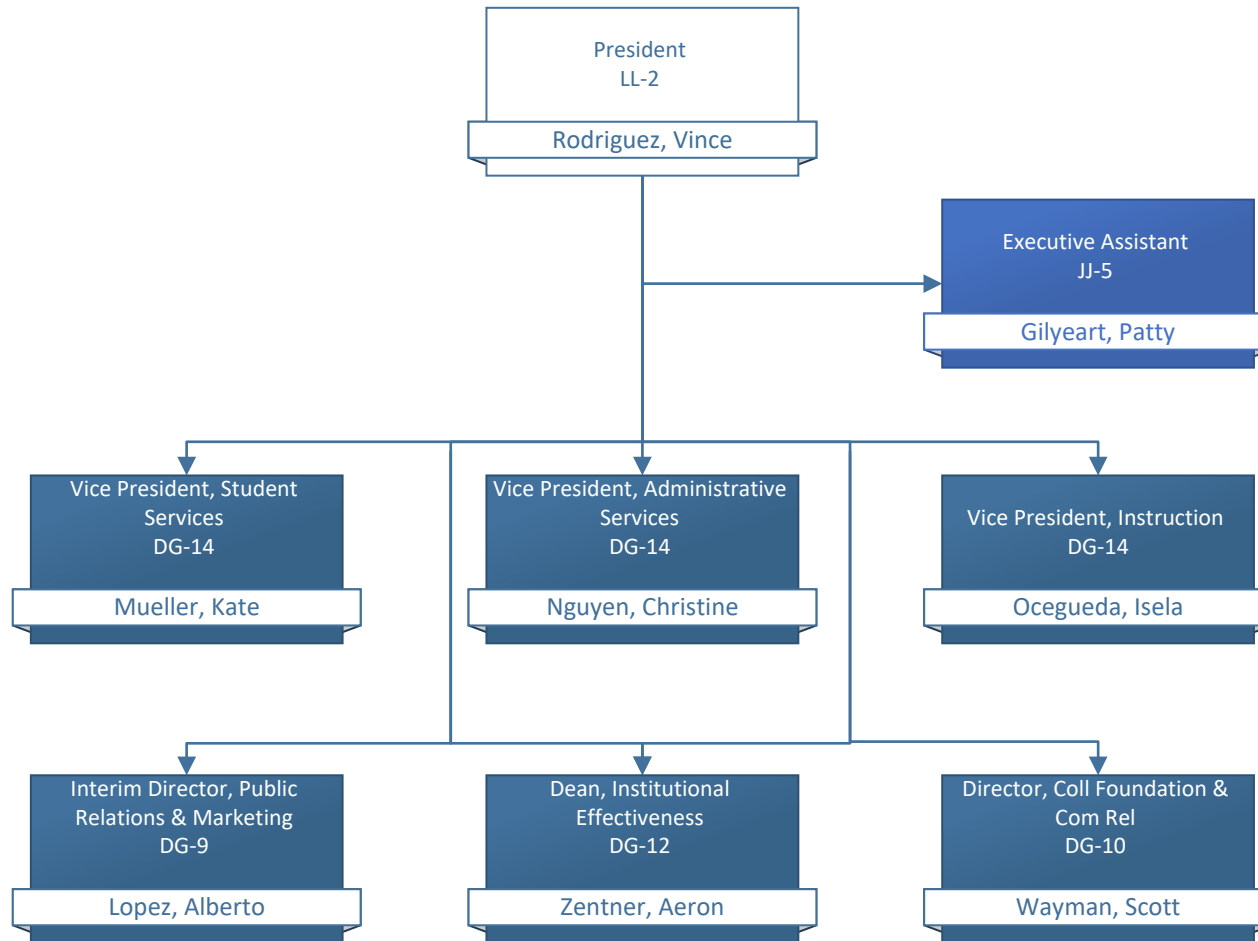 President
LL-2
Rodriguez, Vince
Executive Assistant
JJ-5
Gilyeart, Patty
Vice President, Student
Services
DG-14
Mueller, Kate
Vice President, Administrative
Services
DG-14
Nguyen, Christine
Vice President, Instruction
DG-14
Ocegueda, Isela
Interim Director, Public
Relations & Marketing
DG-9
Lopez, Alberto
Dean, Institutional
Effectiveness
DG-12
Zentner, Aeron
Director, Coll Foundation &
Com Rel
DG-10
Wayman, Scott